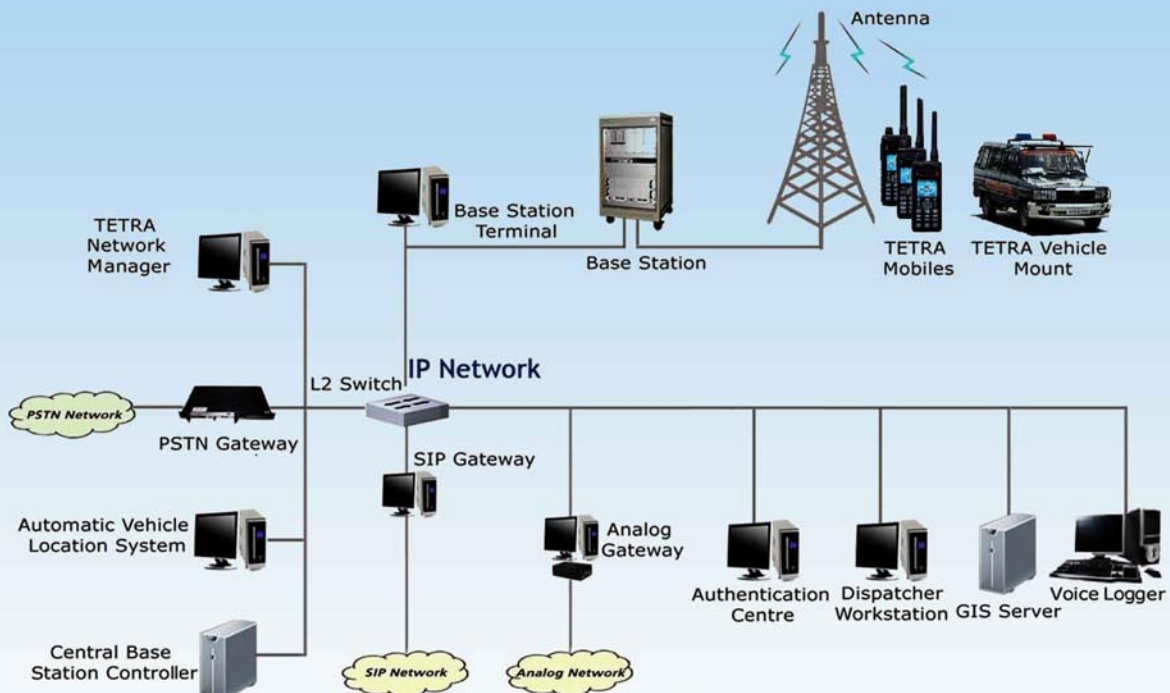 Antenna
TETRA
Network
Manager
Base Station
Terminal
Base Station
TETRA
Mobiles
TETRA Vehicle
Mount
IP Network
L2 Switch
PSTN Network
PSTN Gateway
SIP Gateway
Automatic Vehicle
Location System
Analog
Gateway
Authentication
Centre
Dispatcher
Workstation
GIS Server
Voice Logger
Central Base
Station Controller
SIP Network
Analog Network